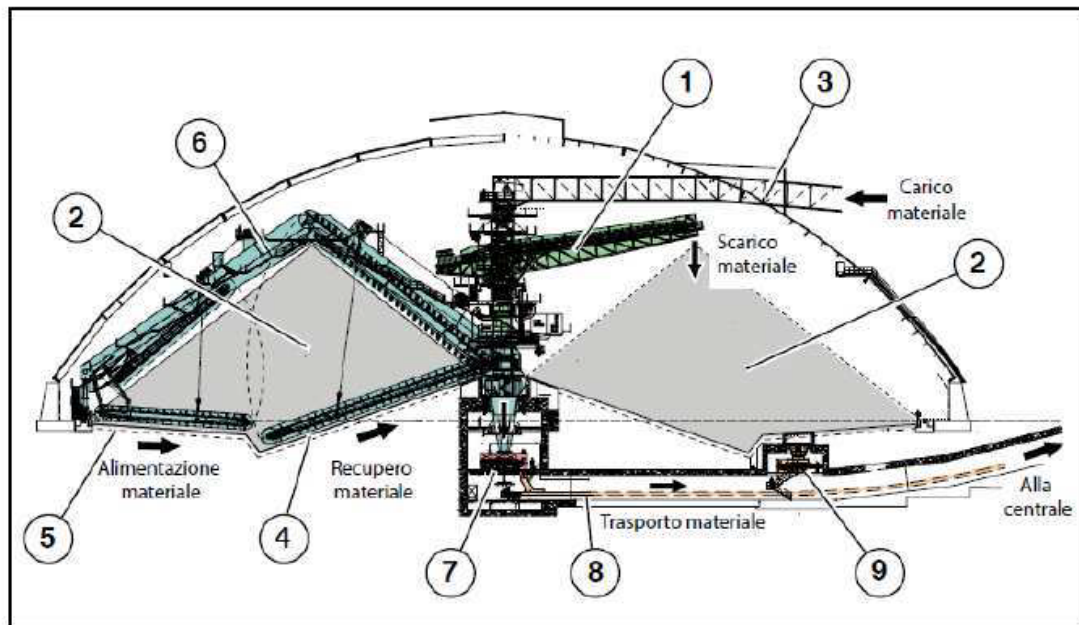 1
3
6
2
Carico
materiale
Scarico
materiale
2
Alimentazione
materiale
Recupero
materiale
Trasporto materiale
Alla
centrale
5
4
7
8
9